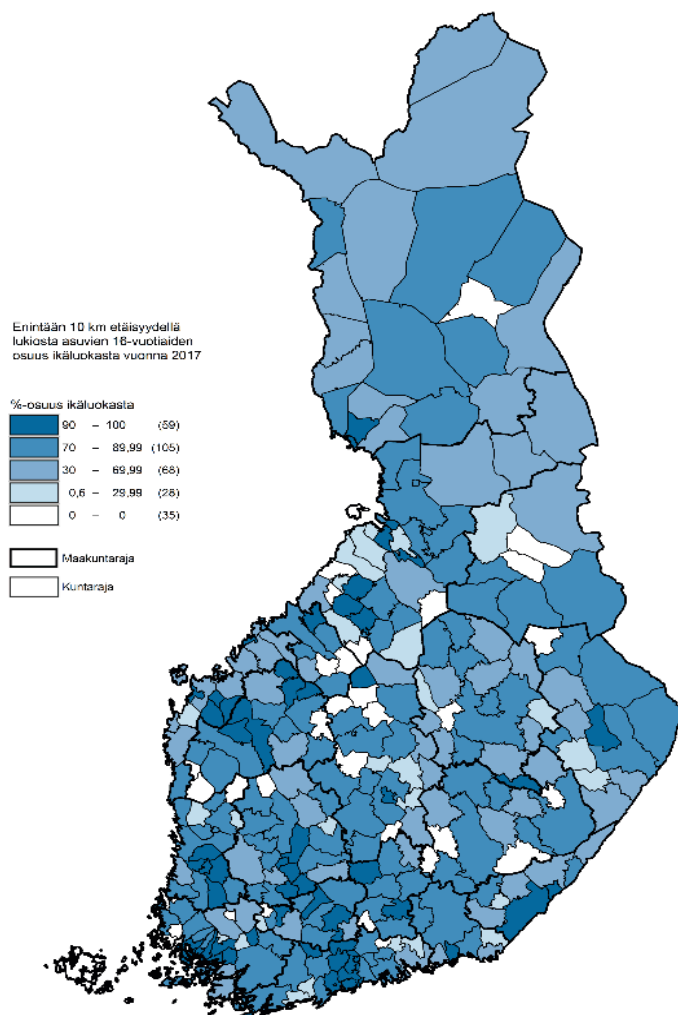 Enintään 10 km etäisyydellä
lukiosta asuvien 16-vuotiaiden
osuus ikäluokasta vuonna 2017
%-osuus ikäluokasta
90 – 100 (59)
70 – 89,99 (105)
30 – 69,99 (68)
0,6 – 29,99 (28)
0 – 0 (35)
Maakuntaraja
Kuntaraja